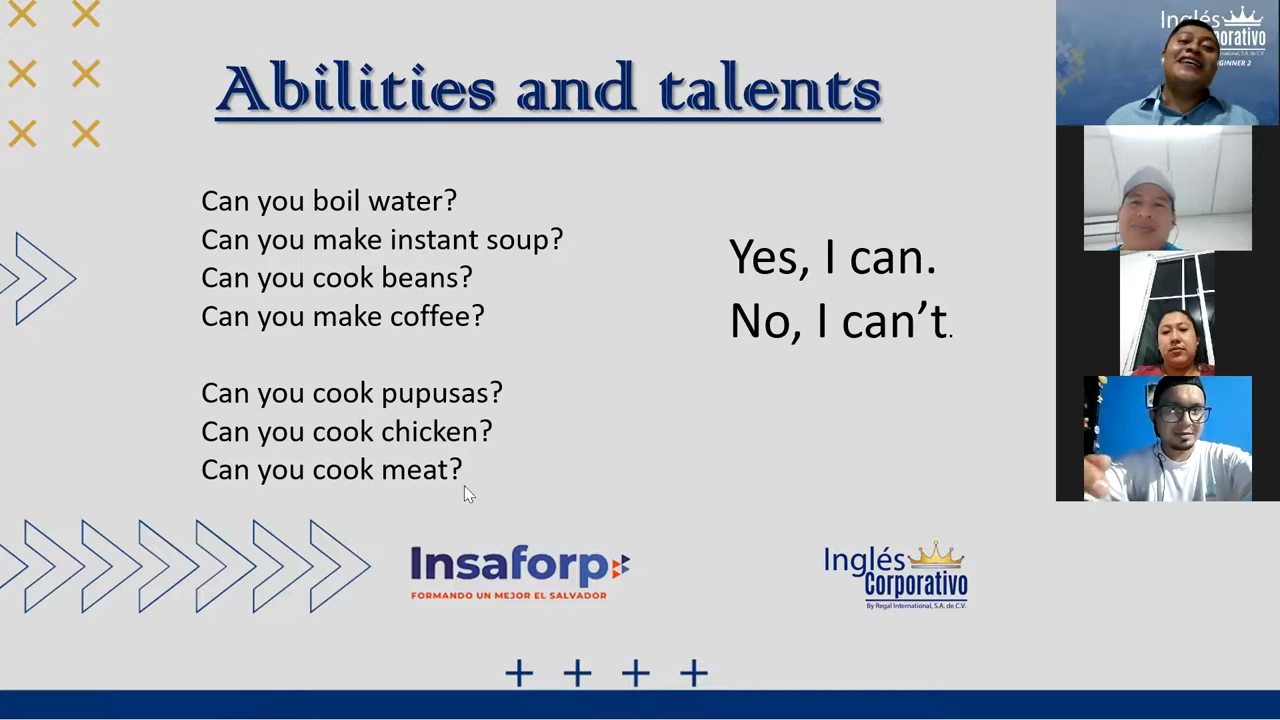 Abilities and talents
Can you boil water?
Can you make instant soup?
Can you cook beans?
Can you make coffee?
Can you cook pupusas?
Can you cook chicken?
Can you cook meat?
Yes, I can.
No, I can't.
Insaforp
FORMANDO UN MEJOR EL SALVADOR
Inglés
Corporativo
By Regal International, S.A. de C.V.